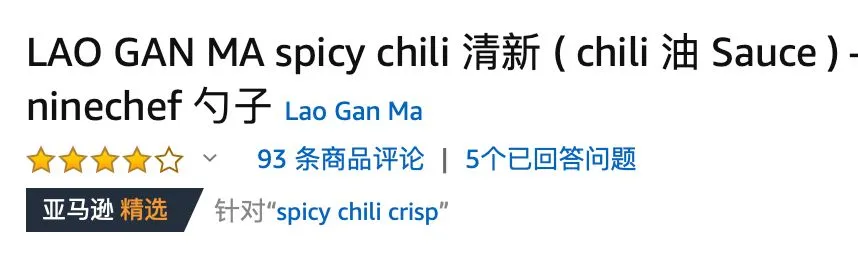 LAO GAN MA spicy chili 清新 ( chili 油 Sauce ) -
ninechef 勺子 Lao Gan Ma
93 条商品评论 | 5个已回答问题
亚马逊 精选 针对“spicy chili crisp”